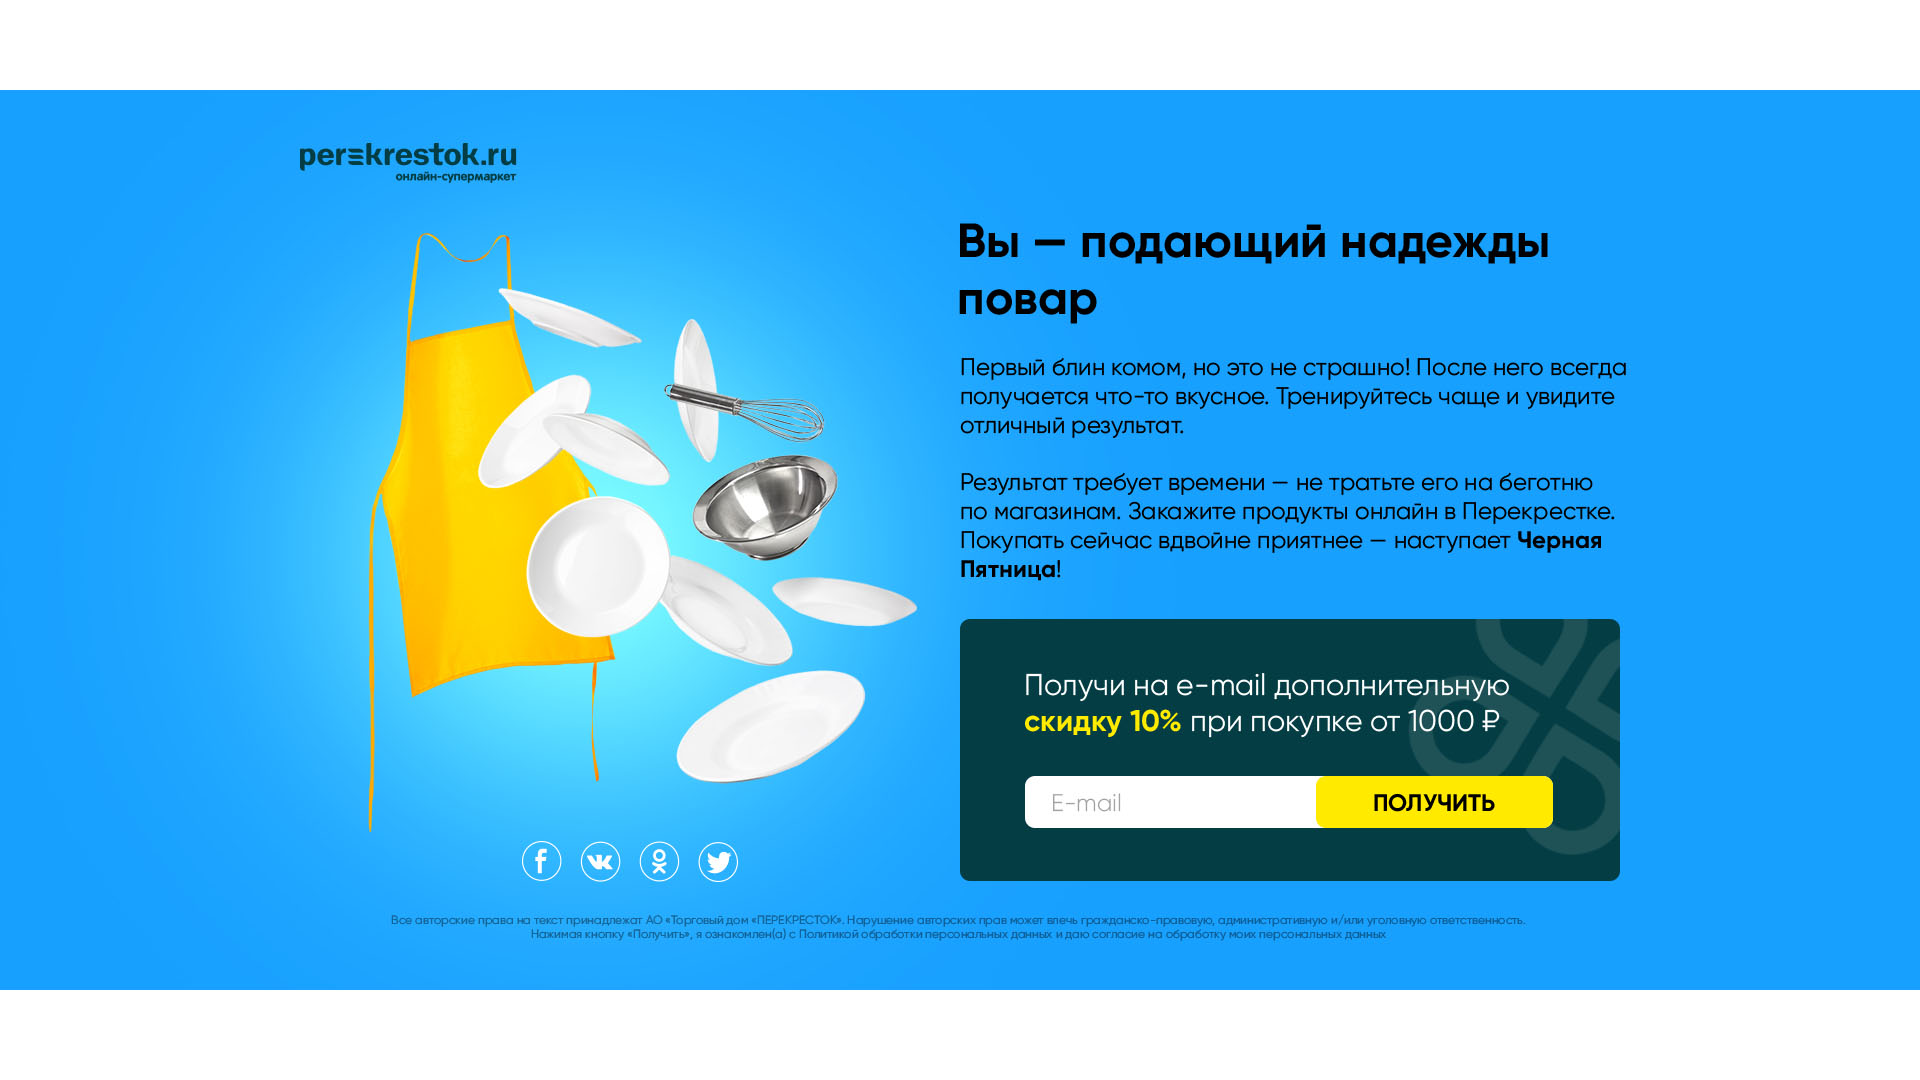 perekrestok.ru
онлайн-супермаркет
Вы — подающий надежды
повар
Первый блин комом, но это не страшно! После него всегда
получается что-то вкусное. Тренируйтесь чаще и увидите
отличный результат.
Результат требует времени — не тратьте его на беготню
по магазинам. Закажите продукты онлайн в Перекрестке.
Покупать сейчас вдвойне приятнее — наступает Черная
Пятница!
Получи на e-mail дополнительную
скидку 10% при покупке от 1000 ₽
E-mail
ПОЛУЧИТЬ
Все авторские права на текст принадлежат АО «Торговый дом «ПЕРЕКРЕСТОК». Нарушение авторских прав может влечь гражданско-правовую, административную и/или уголовную ответственность.
Нажимая кнопку «Получить», я ознакомлен(а) с Политикой обработки персональных данных и даю согласие на обработку моих персональных данных